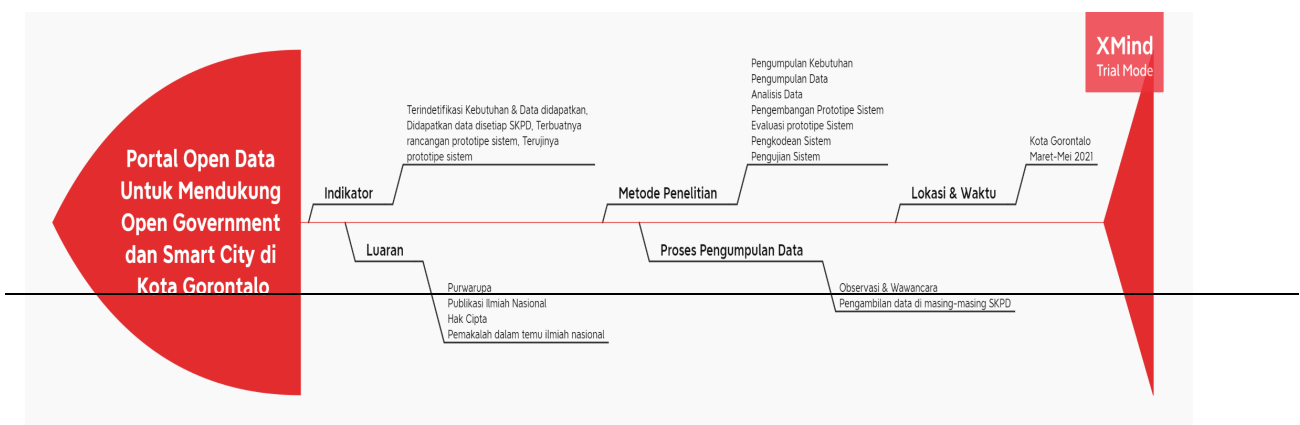 Portal Open Data
Untuk Mendukung
Open Government
dan Smart City di
Kota Gorontalo
Indikator
Terindetifikasi Kebutuhan & Data didapatkan,
Didapatkan data disetiap SKPD, Terbuatnya
rancangan prototipe sistem, Terujinya
prototipe sistem
Luaran
Purwarupa
Publikasi Ilmiah Nasional
Hak Cipta
Pemakalah dalam temu ilmiah nasional
Metode Penelitian
Pengumpulan Kebutuhan
Pengumpulan Data
Analisis Data
Pengembangan Prototipe Sistem
Evaluasi prototipe Sistem
Pengkodean Sistem
Pengujian Sistem
Proses Pengumpulan Data
Observasi & Wawancara
Pengambilan data di masing-masing SKPD
Lokasi & Waktu
Kota Gorontalo
Maret-Mei 2021
XMind
Trial Mode